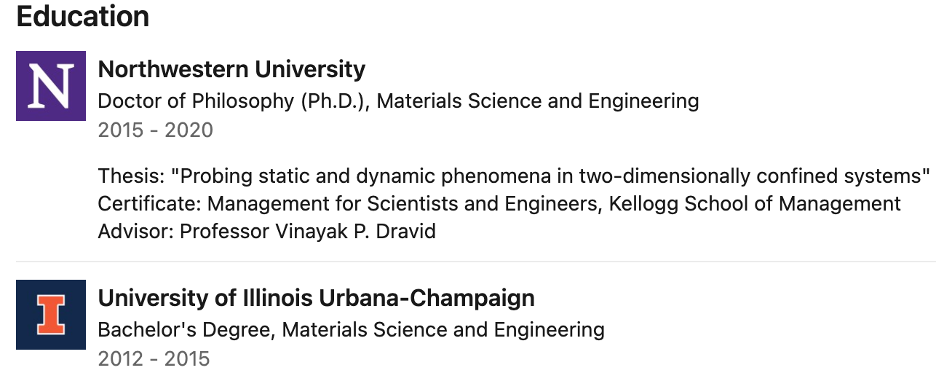 Education
N
Northwestern University
Doctor of Philosophy (Ph.D.), Materials Science and Engineering
2015 - 2020
Thesis: "Probing static and dynamic phenomena in two-dimensionally confined systems"
Certificate: Management for Scientists and Engineers, Kellogg School of Management
Advisor: Professor Vinayak P. Dravid
I
University of Illinois Urbana-Champaign
Bachelor's Degree, Materials Science and Engineering
2012 - 2015